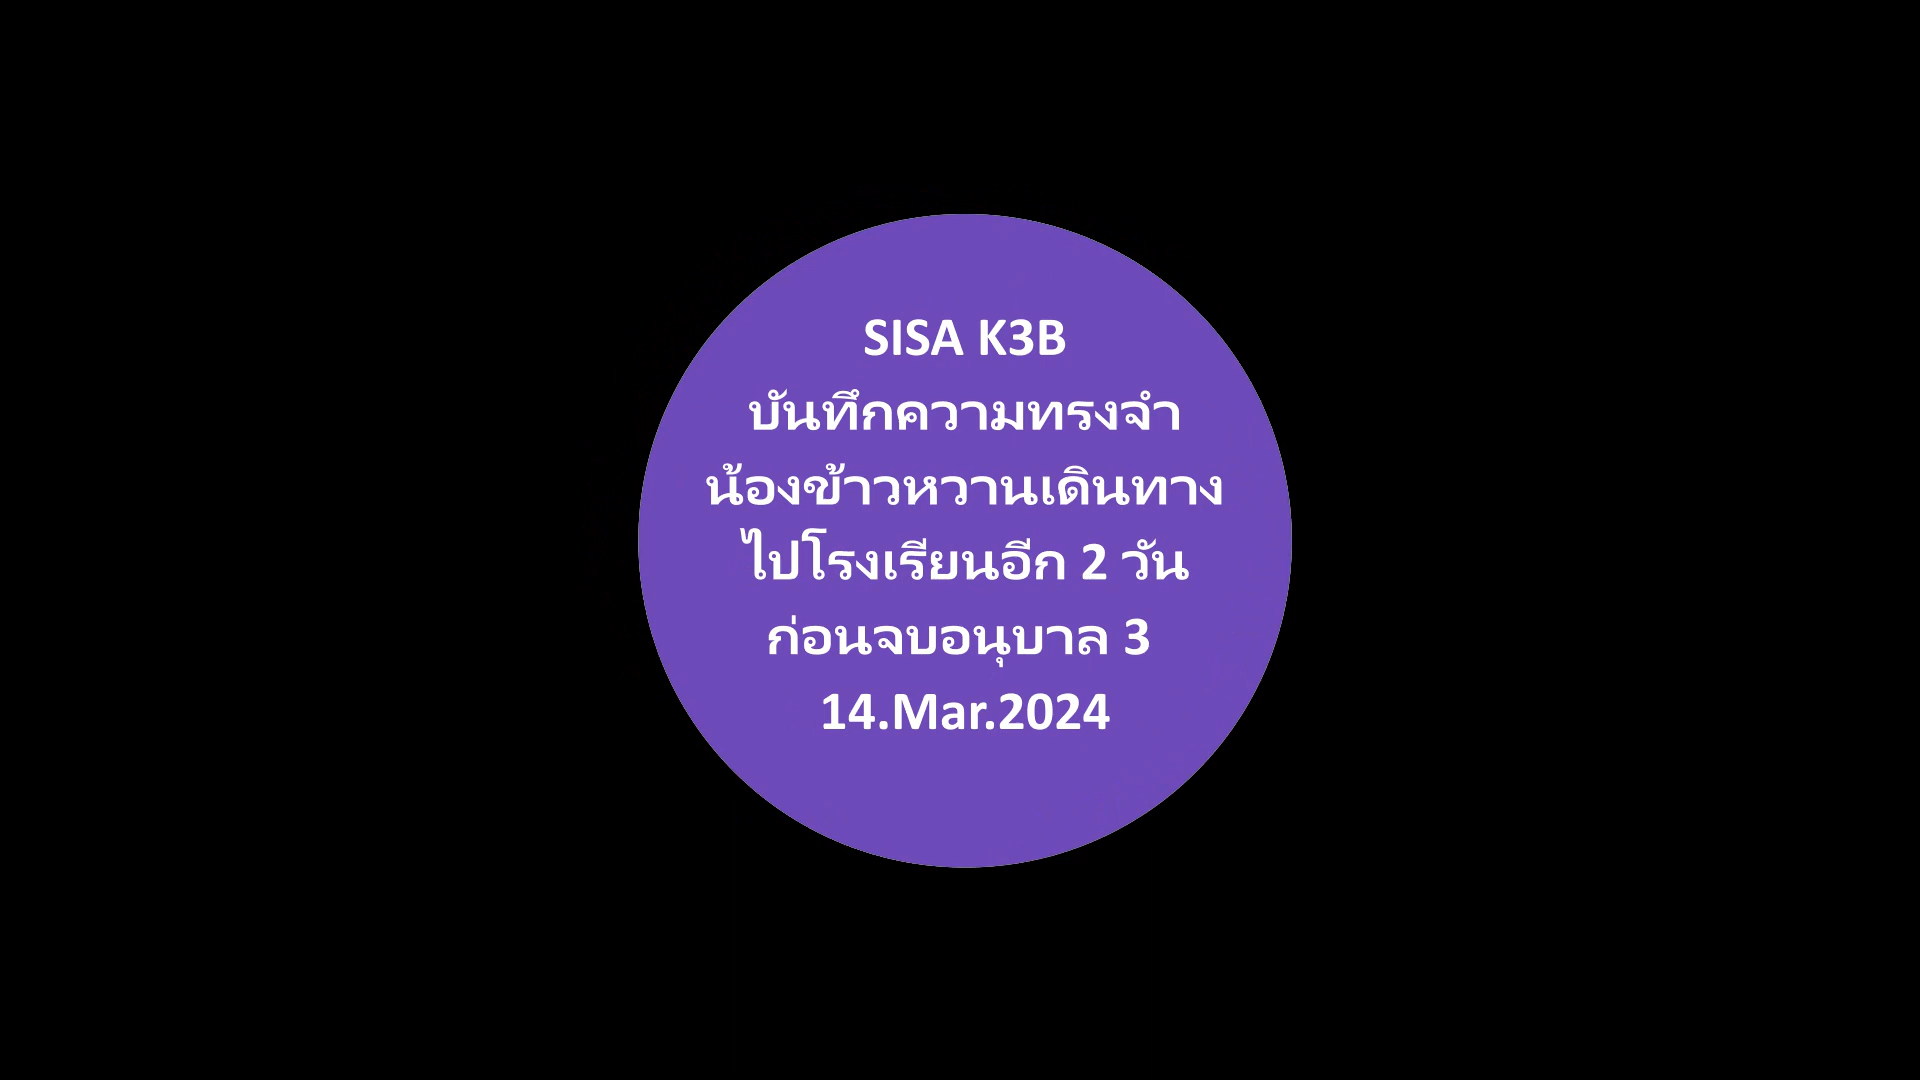 SISA K3B
บันทึกความทรงจำ
น้องข้าวหวานเดินทาง
ไปโรงเรียนอีก 2 วัน
ก่อนจบอนุบาล 3
14.Mar.2024